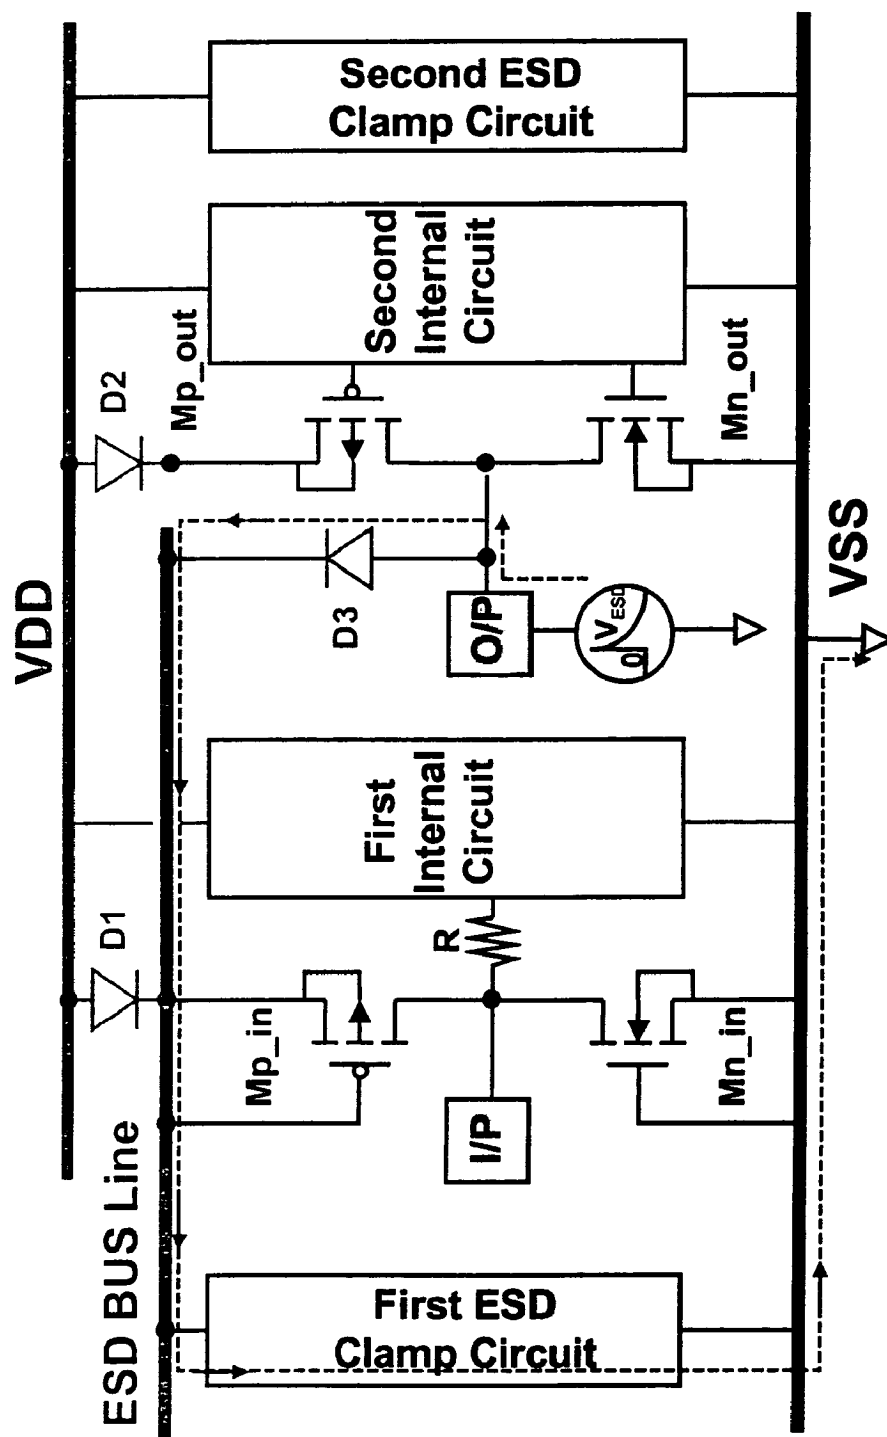 VDD
ESD BUS Line
D1
D2
D3
Mp_in
Mp_out
First ESD
Clamp Circuit
I/P
R
First
Internal
Circuit
O/P
V_ESD
0
Second
Internal
Circuit
Second ESD
Clamp Circuit
Mn_in
Mn_out
VSS